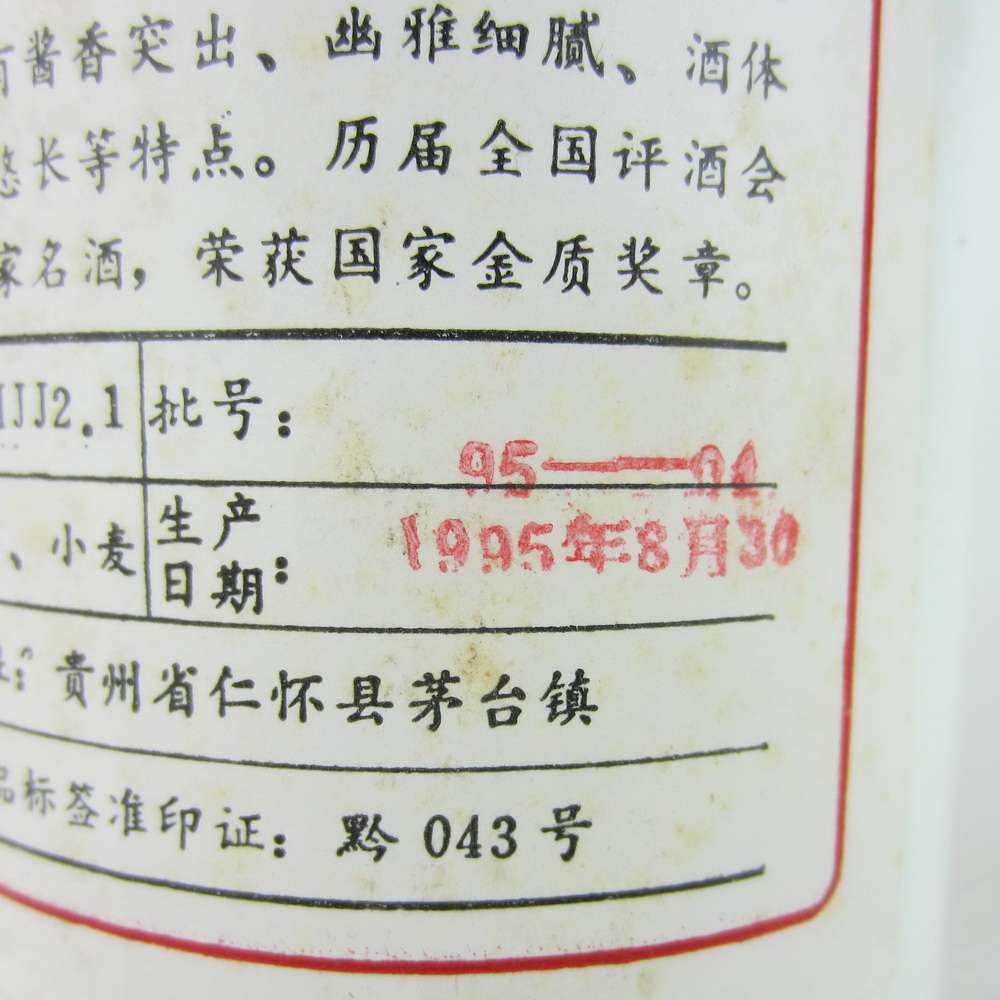 酱香突出、幽雅细腻、酒体
悠长等特点。历届全国评酒会
家名酒，荣获国家金质奖章。
JJ2.1 批号：
95—04
、小麦 生产日期：1995年8月30
址：贵州省仁怀县茅台镇
品标签准印证：黔 043 号